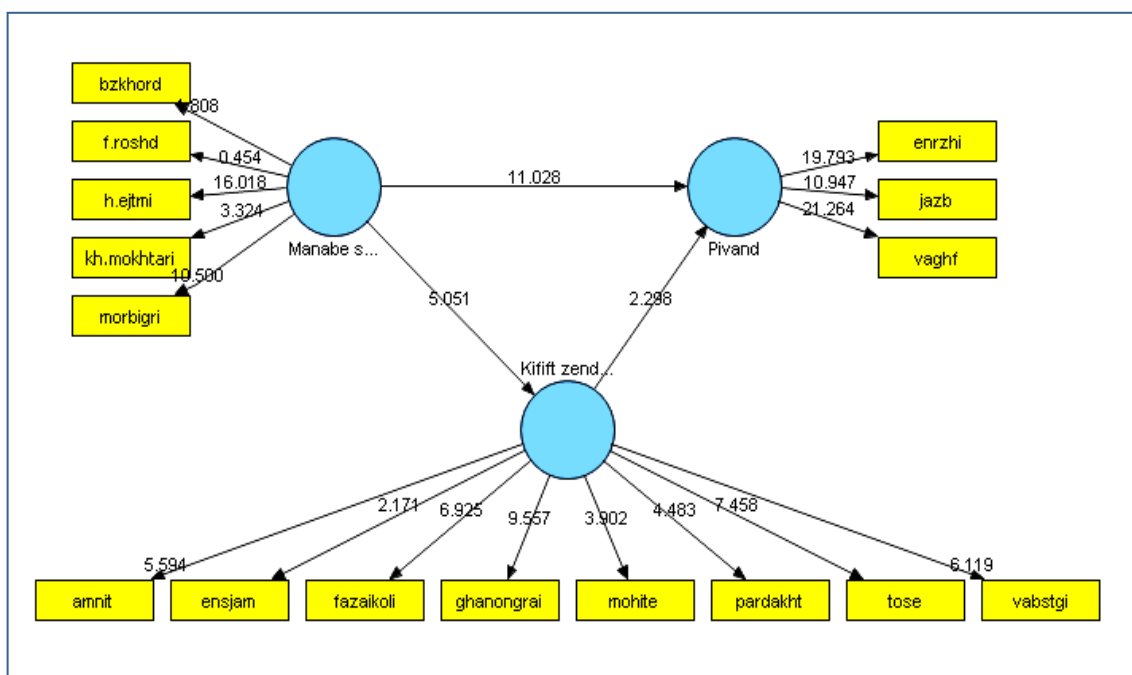 bzkhord
f.roshd
0.454
h.ejtmi
16.018
kh.mokhtari
3.324
morbigri
10.500
Manabe s...
11.028
Pivand
19.793
enrzhi
10.947
jazb
21.264
vaghf
5.051
2.298
Kifift zend...
5.594
2.171
6.925
9.557
3.902
4.483
7.458
6.119
amnit
ensjam
fazaikoli
ghanongrai
mohite
pardakht
tose
vabstgi